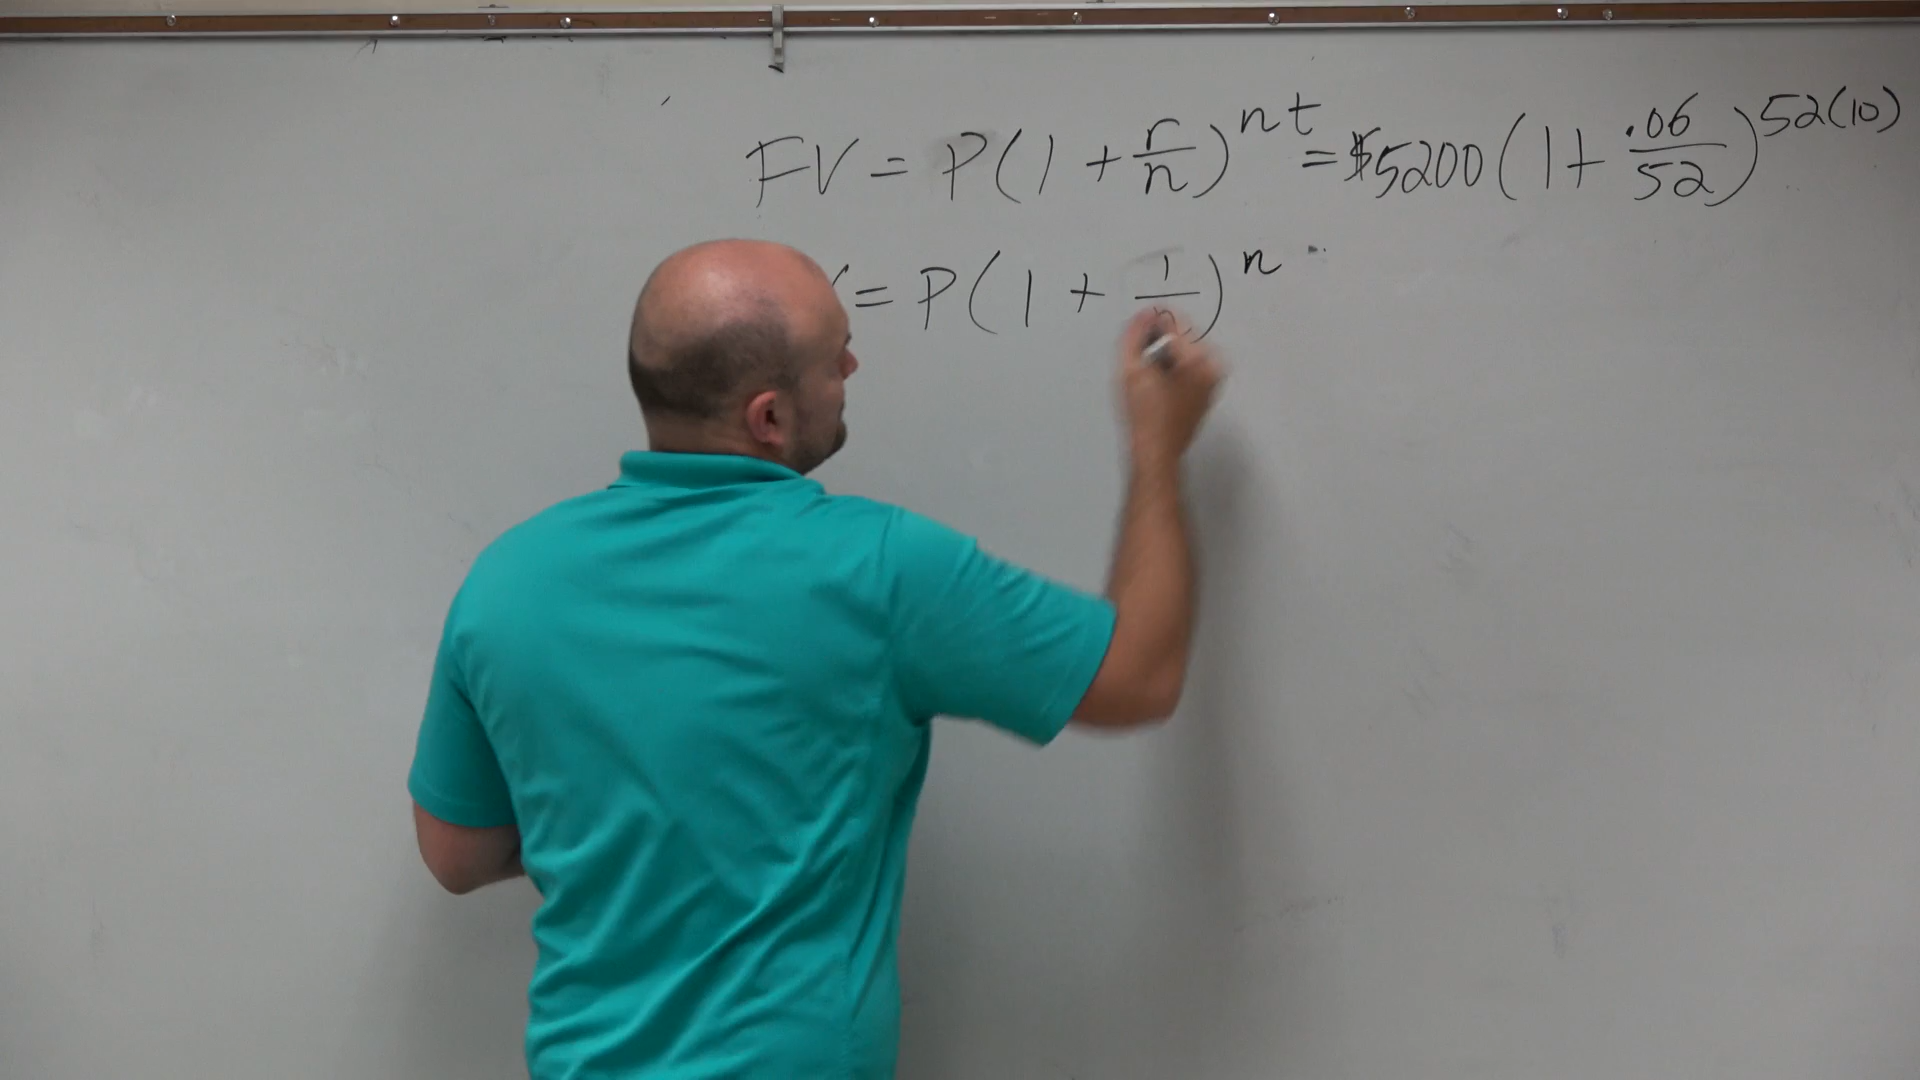 FV = P(1 + r/n)^nt = $5200(1 + .06/52)^52(10)
= P(1 + 1/n)^n